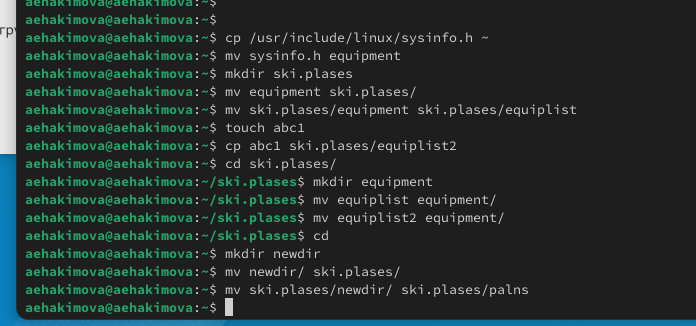 aehakimova@aehakimova:~$
aehakimova@aehakimova:~$
aehakimova@aehakimova:~$ cp /usr/include/linux/sysinfo.h ~
aehakimova@aehakimova:~$ mv sysinfo.h equipment
aehakimova@aehakimova:~$ mkdir ski.plases
aehakimova@aehakimova:~$ mv equipment ski.plases/
aehakimova@aehakimova:~$ mv ski.plases/equipment ski.plases/equiplist
aehakimova@aehakimova:~$ touch abc1
aehakimova@aehakimova:~$ cp abc1 ski.plases/equiplist2
aehakimova@aehakimova:~$ cd ski.plases/
aehakimova@aehakimova:~/ski.plases$ mkdir equipment
aehakimova@aehakimova:~/ski.plases$ mv equiplist equipment/
aehakimova@aehakimova:~/ski.plases$ mv equiplist2 equipment/
aehakimova@aehakimova:~/ski.plases$ cd
aehakimova@aehakimova:~$ mkdir newdir
aehakimova@aehakimova:~$ mv newdir/ ski.plases/
aehakimova@aehakimova:~$ mv ski.plases/newdir/ ski.plases/palns
aehakimova@aehakimova:~$